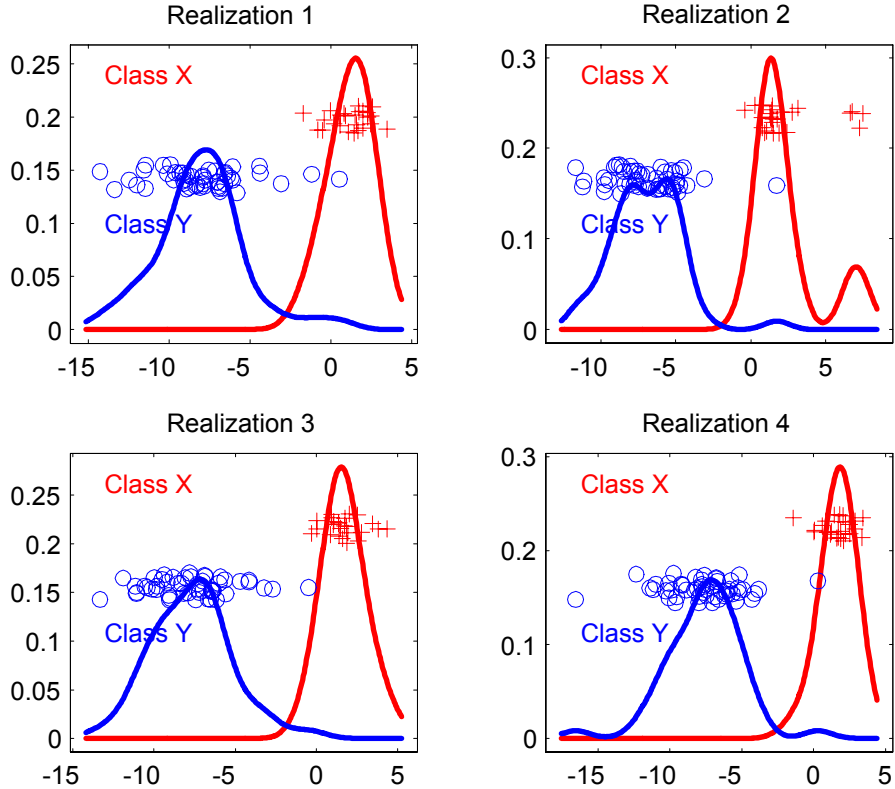 Realization 1
0.25
0.2
0.15
0.1
0.05
0
Class X
Class Y
-15 -10 -5 0
Realization 2
0.3
0.2
0.1
0
Class X
Class Y
-10 -5 0 5
Realization 3
0.25
0.2
0.15
0.1
0.05
0
Class X
Class Y
-15 -10 -5 0 5
Realization 4
0.3
0.2
0.1
0
Class X
Class Y
-15 -10 -5 0 5